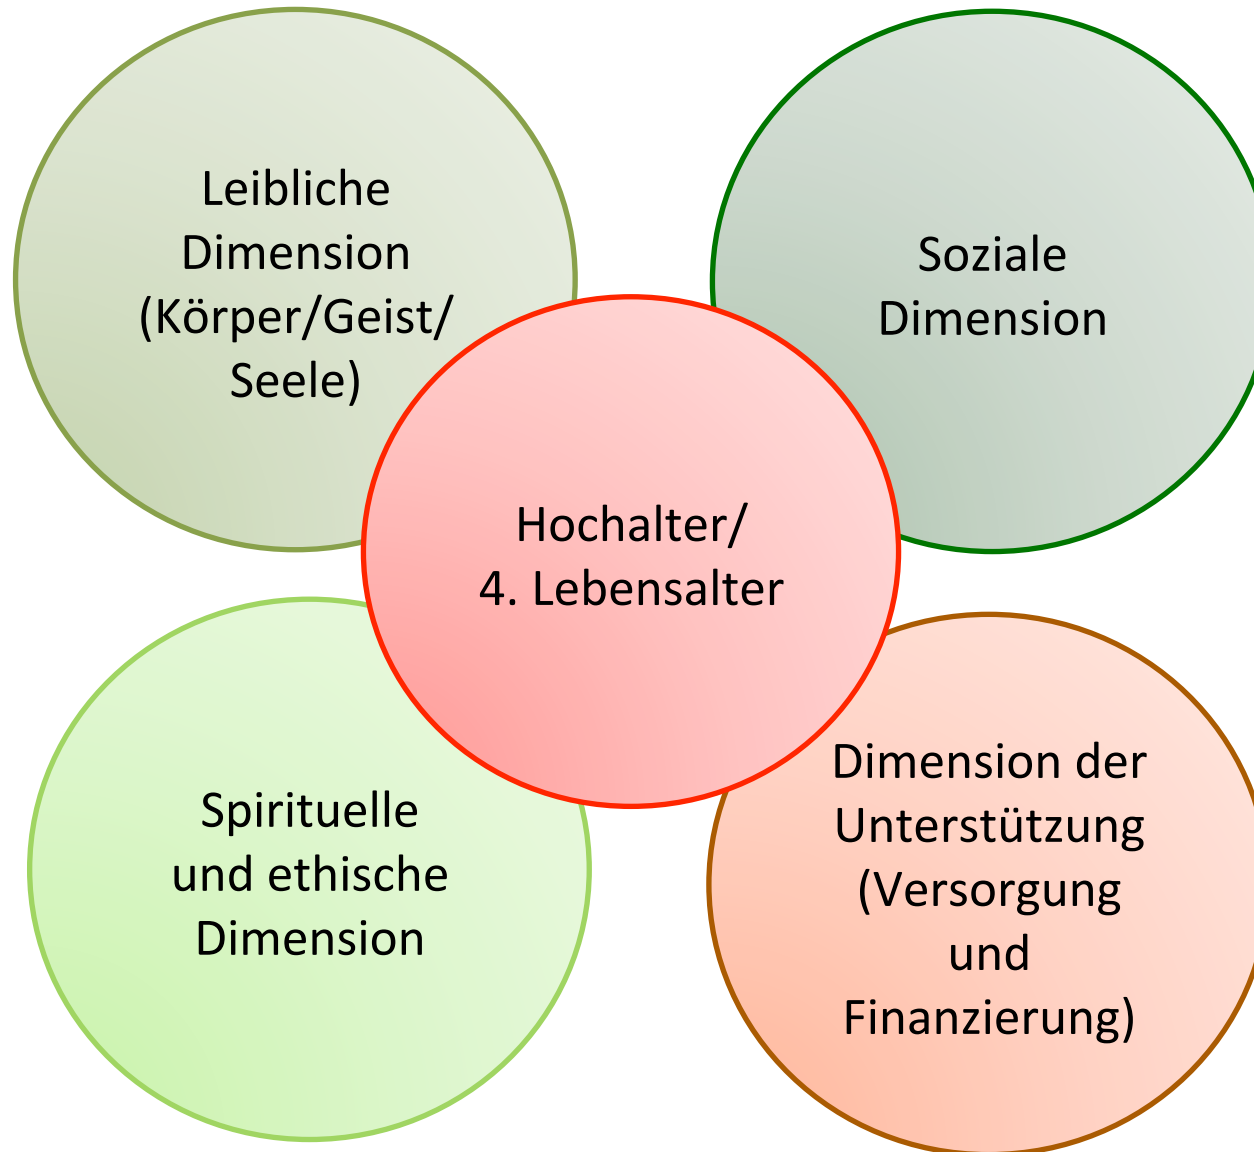 Leibliche
Dimension
(Körper/Geist/
Seele)
Soziale
Dimension
Hochalter/
4. Lebensalter
Spirituelle
und ethische
Dimension
Dimension der
Unterstützung
(Versorgung
und
Finanzierung)